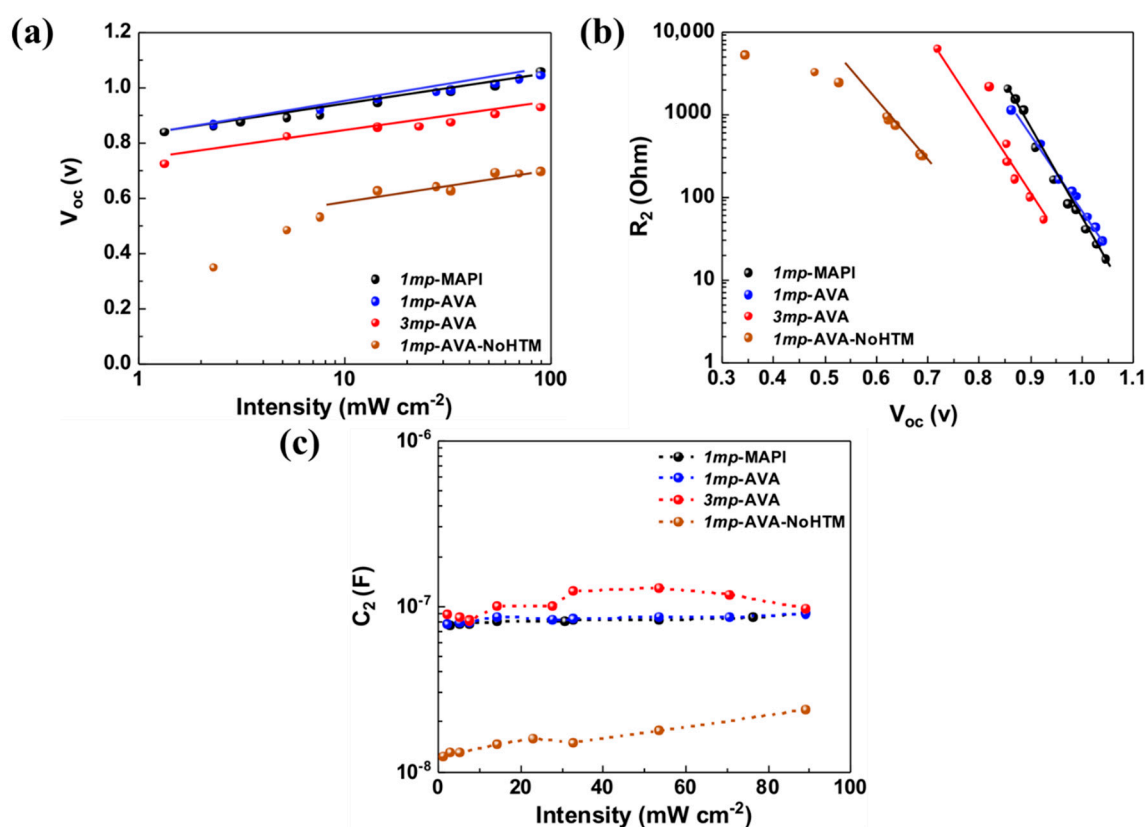 (a)
1.2
1.0
0.8
0.6
0.4
0.2
0.0
V_oc (v)
1mp-MAPI
1mp-AVA
3mp-AVA
1mp-AVA-NoHTM
1 10 100
Intensity (mW cm⁻²)
(b)
10,000
1000
100
10
1
R₂ (Ohm)
1mp-MAPI
1mp-AVA
3mp-AVA
1mp-AVA-NoHTM
0.3 0.4 0.5 0.6 0.7 0.8 0.9 1.0 1.1
V_oc (v)
(c)
10⁻⁶
10⁻⁷
10⁻⁸
C₂ (F)
1mp-MAPI
1mp-AVA
3mp-AVA
1mp-AVA-NoHTM
0 20 40 60 80 100
Intensity (mW cm⁻²)